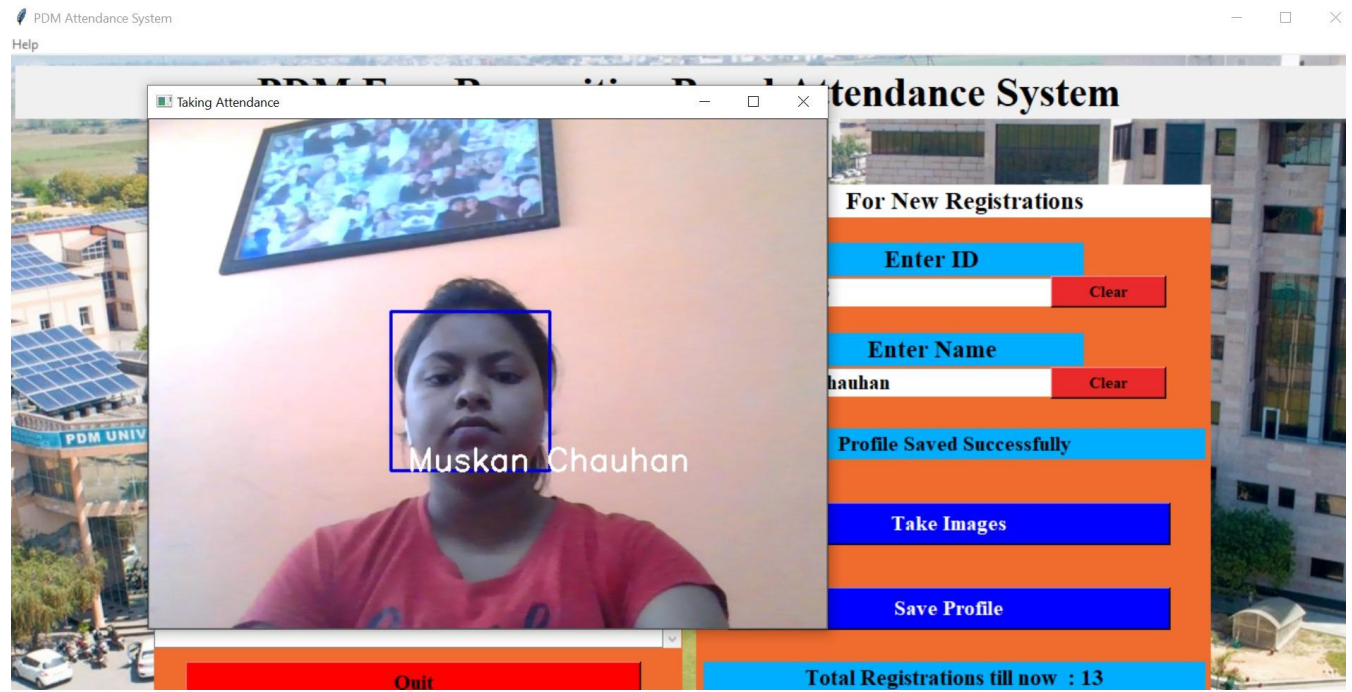 PDM Attendance System
Help
ttendance System
Taking Attendance
For New Registrations
Enter ID
Clear
Enter Name
hauhan
Clear
PDM UNIV
Profile Saved Successfully
Muskan Chauhan
Take Images
Save Profile
Quit
Total Registrations till now : 13